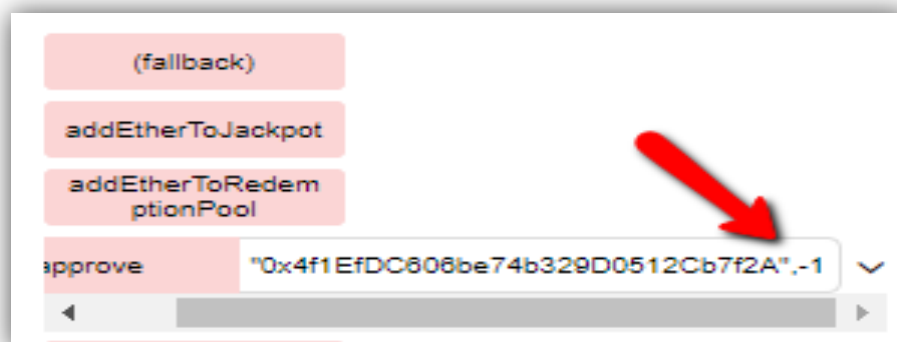 (fallback)
addEtherToJackpot
addEtherToRedem
ptionPool
approve "0x4f1EfDC606be74b329D0512Cb7f2A",-1